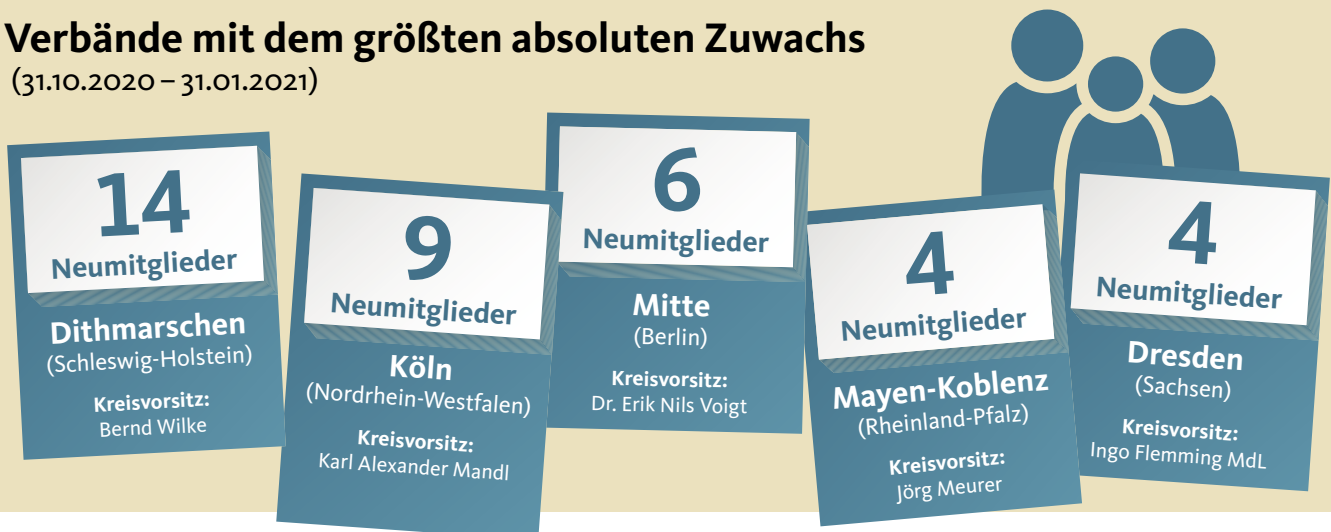 Verbände mit dem größten absoluten Zuwachs
(31.10.2020 – 31.01.2021)
14
Neumitglieder
Dithmarschen
(Schleswig-Holstein)
Kreisvorsitz:
Bernd Wilke
9
Neumitglieder
Köln
(Nordrhein-Westfalen)
Kreisvorsitz:
Karl Alexander Mandl
6
Neumitglieder
Mitte
(Berlin)
Kreisvorsitz:
Dr. Erik Nils Voigt
4
Neumitglieder
Mayen-Koblenz
(Rheinland-Pfalz)
Kreisvorsitz:
Jörg Meurer
4
Neumitglieder
Dresden
(Sachsen)
Kreisvorsitz:
Ingo Flemming MdL